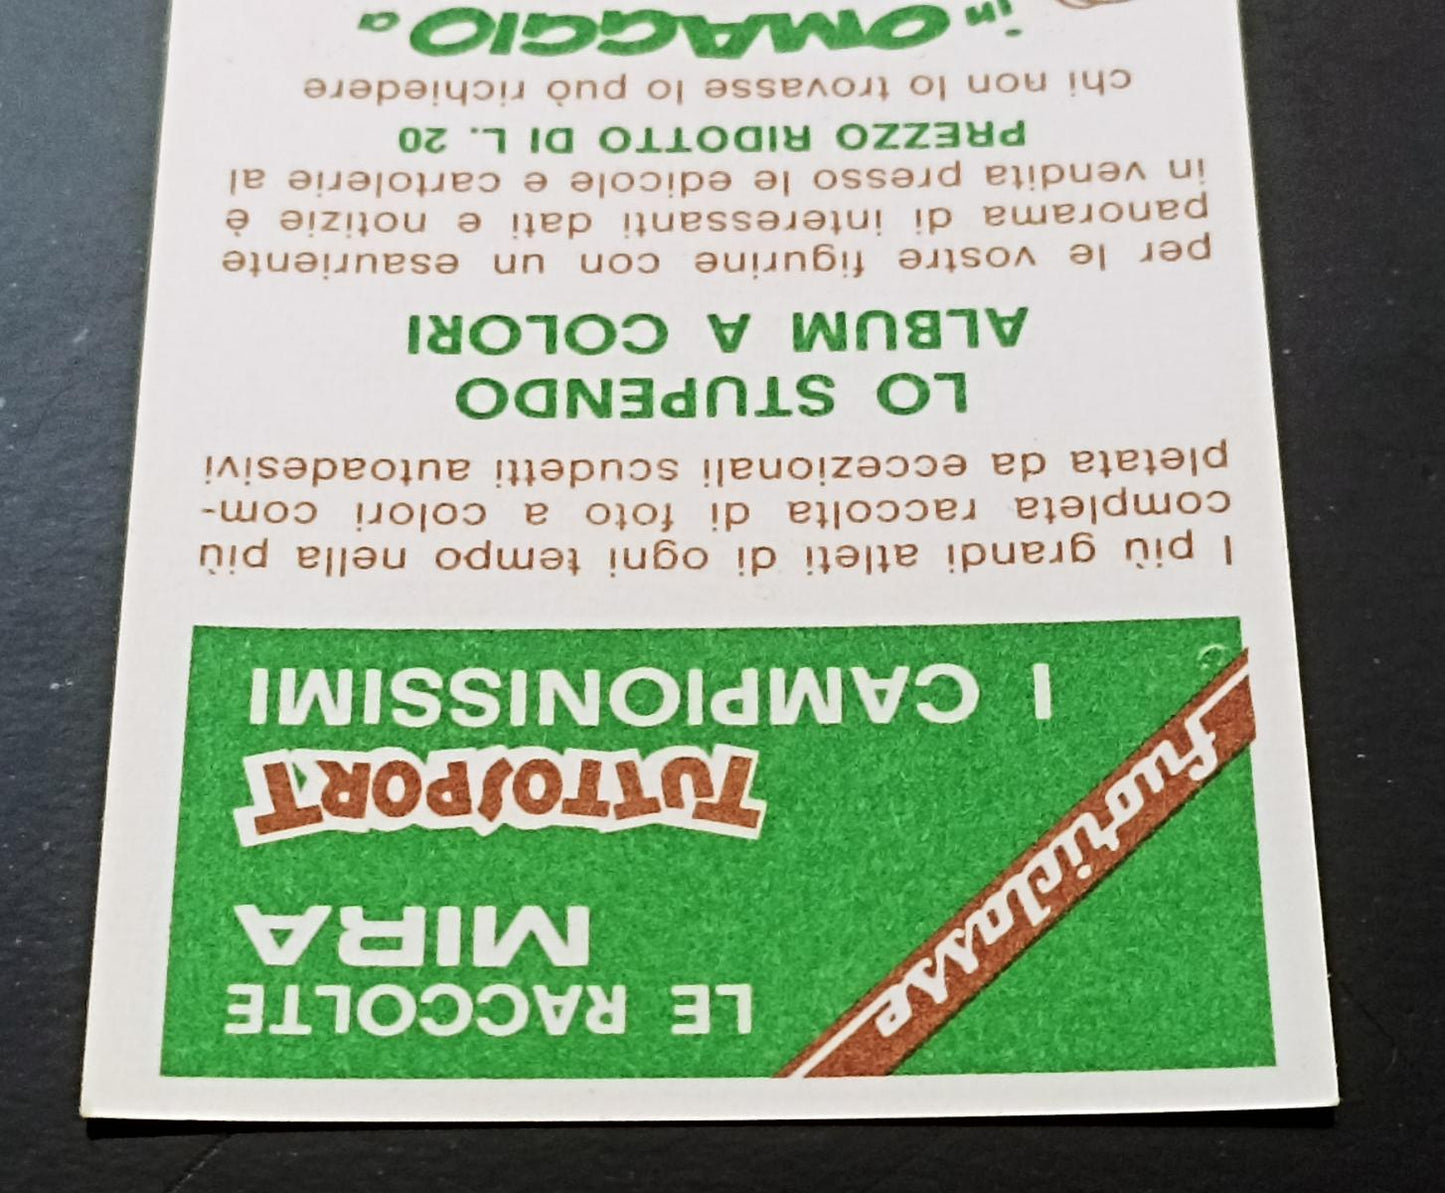 LE RACCOLTE
MIRA
fuoriclasse
TUTTOSPORT
I CAMPIONISSIMI
I più grandi atleti di ogni tempo nella più
completa raccolta di foto a colori com-
pletata da eccezionali scudetti autoadesivi
LO STUPENDO
ALBUM A COLORI
per le vostre figurine con un esauriente
panorama di interessanti dati e notizie è
in vendita presso le edicole e cartolerie al
PREZZO RIDOTTO DI L. 20
chi non lo trovasse lo può richiedere
in "OMAGGIO a